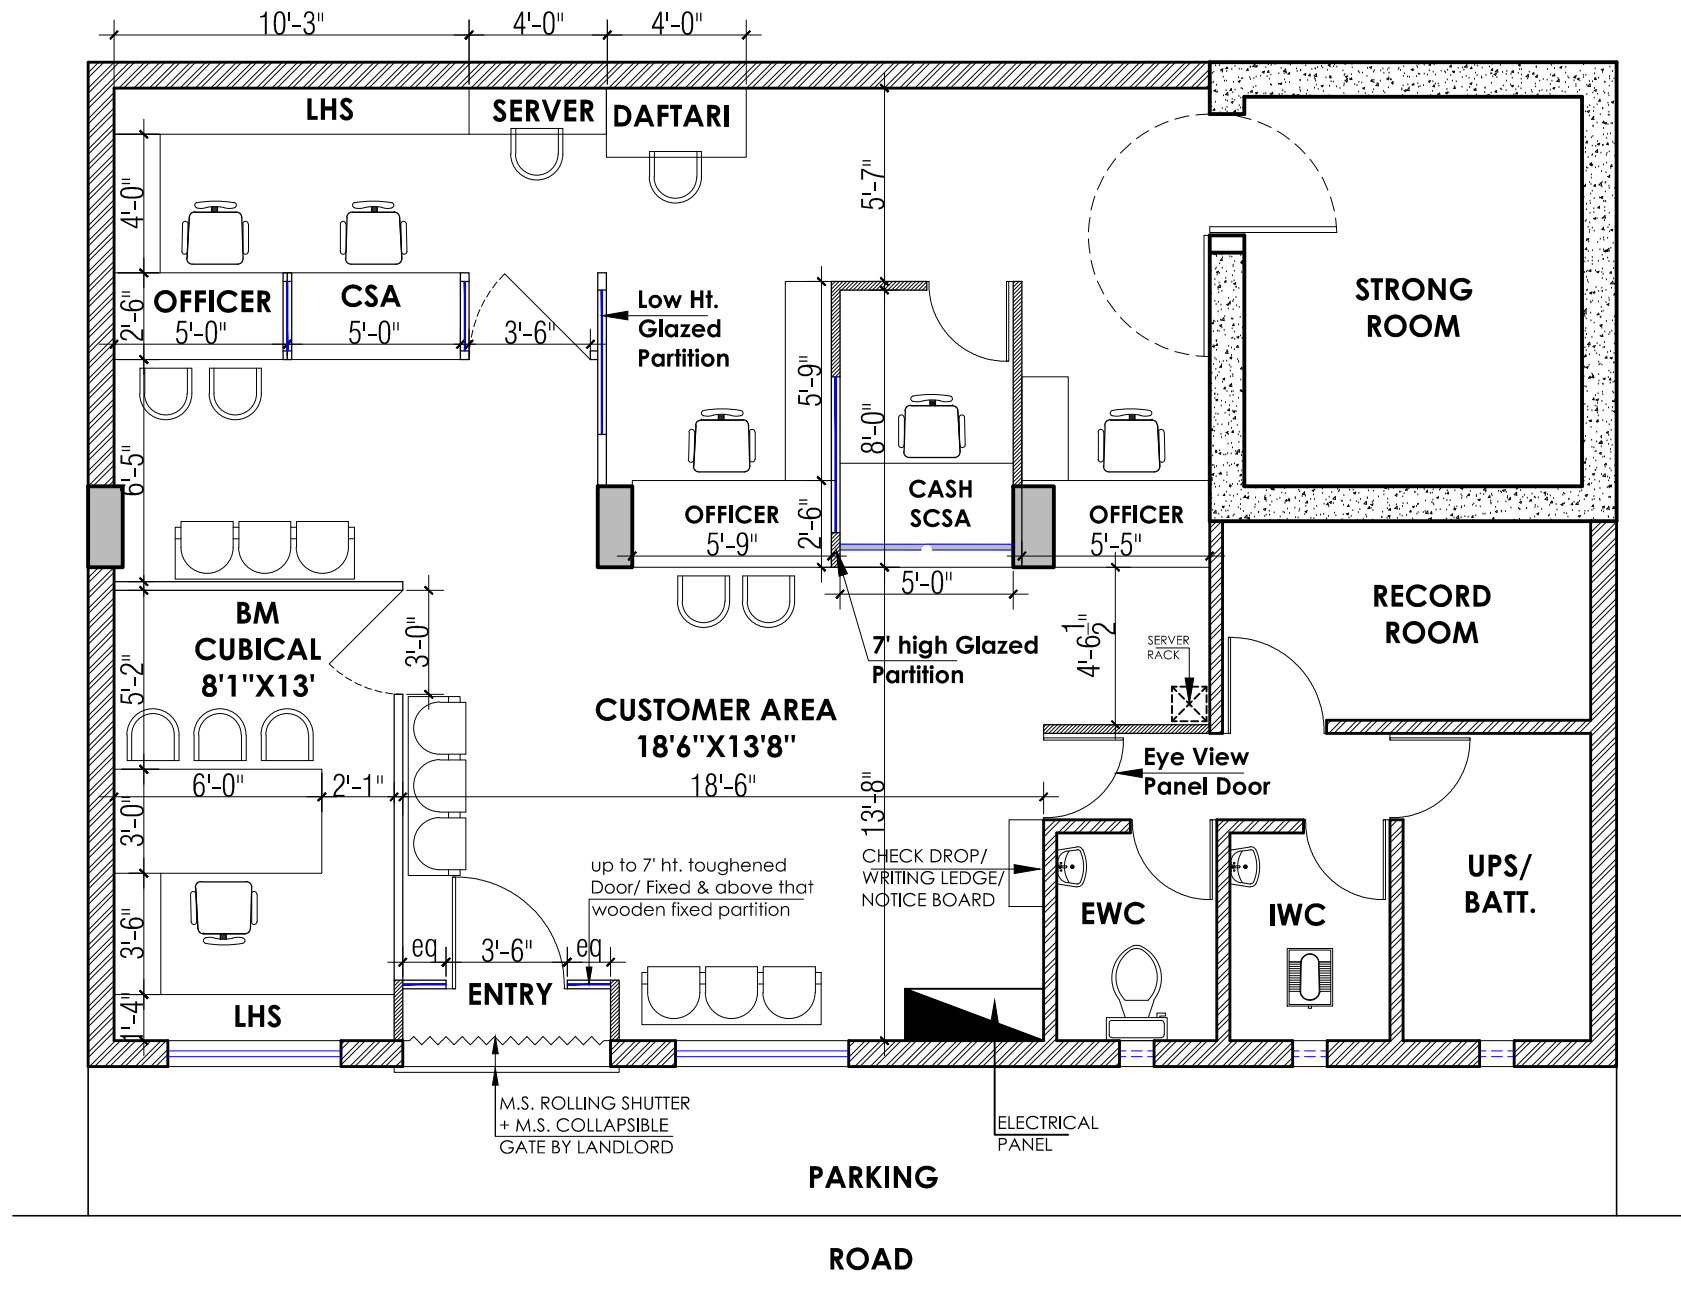 10'-3" 4'-0" 4'-0"
LHS SERVER DAFTARI
4'-0"
5'-7"
OFFICER CSA
2'-6" 5'-0" 5'-0" 3'-6"
Low Ht.
Glazed
Partition
STRONG
ROOM
5'-9"
8'-0"
6'-5"
CASH
SCSA
OFFICER
5'-9"
2'-6"
OFFICER
5'-5"
5'-0"
BM
CUBICAL
8'1"X13'
3'-0"
5'-2"
7' high Glazed
Partition
4'-6 1/2"
SERVER
RACK
RECORD
ROOM
CUSTOMER AREA
18'6"X13'8"
6'-0" 2'-1" 18'-6"
Eye View
Panel Door
3'-0"
13'-8"
up to 7' ht. toughened
Door/ Fixed & above that
wooden fixed partition
CHECK DROP/
WRITING LEDGE/
NOTICE BOARD
EWC
IWC
UPS/
BATT.
3'-6"
eq 3'-6" eq
ENTRY
LHS
1'-4"
M.S. ROLLING SHUTTER
+ M.S. COLLAPSIBLE
GATE BY LANDLORD
ELECTRICAL
PANEL
PARKING
ROAD